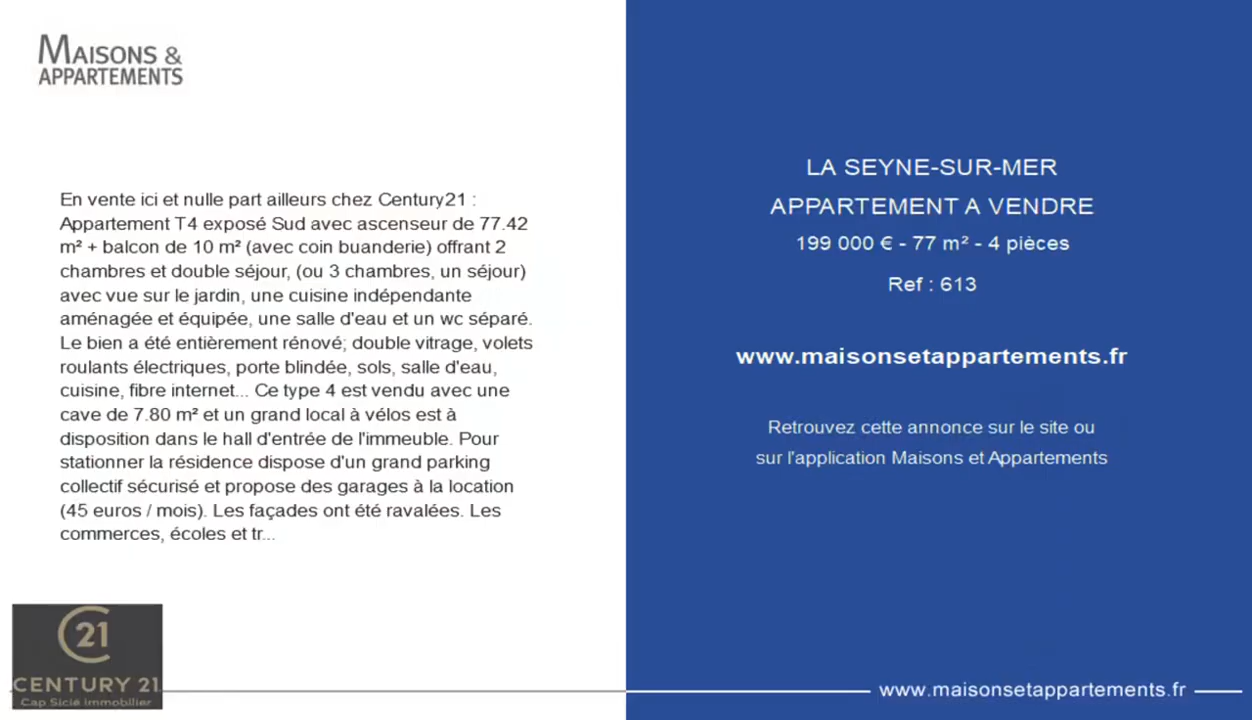 MAISONS &
APPARTEMENTS
En vente ici et nulle part ailleurs chez Century21 :
Appartement T4 exposé Sud avec ascenseur de 77.42
m² + balcon de 10 m² (avec coin buanderie) offrant 2
chambres et double séjour, (ou 3 chambres, un séjour)
avec vue sur le jardin, une cuisine indépendante
aménagée et équipée, une salle d'eau et un wc séparé.
Le bien a été entièrement rénové; double vitrage, volets
roulants électriques, porte blindée, sols, salle d'eau,
cuisine, fibre internet... Ce type 4 est vendu avec une
cave de 7.80 m² et un grand local à vélos est à
disposition dans le hall d'entrée de l'immeuble. Pour
stationner la résidence dispose d'un grand parking
collectif sécurisé et propose des garages à la location
(45 euros / mois). Les façades ont été ravalées. Les
commerces, écoles et tr...
C21
CENTURY 21
Cap Sicié Immobilier
LA SEYNE-SUR-MER
APPARTEMENT A VENDRE
199 000 € - 77 m² - 4 pièces
Ref : 613
www.maisonsetappartements.fr
Retrouvez cette annonce sur le site ou
sur l'application Maisons et Appartements
www.maisonsetappartements.fr